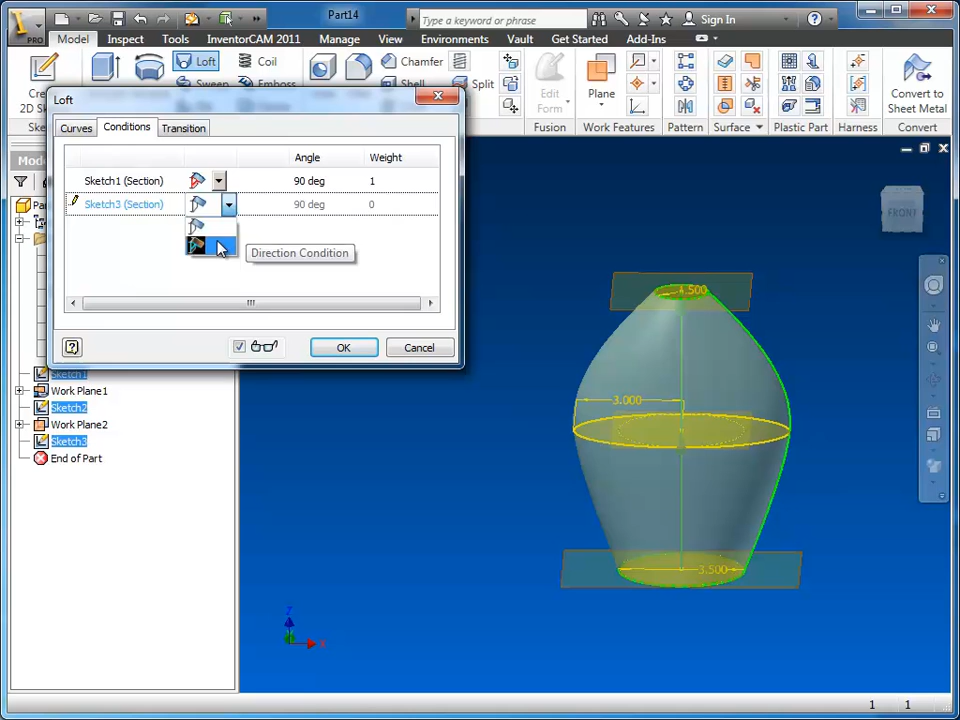 Part14
Type a keyword or phrase
Sign In
PRO
Model
Inspect
Tools
InventorCAM 2011
Manage
View
Environments
Vault
Get Started
Add-Ins
Loft
Coil
Chamfer
Sweep
Emboss
Shell
Split
2D Sk
Edit
Form
Plane
Convert to
Sheet Metal
Fusion
Work Features
Pattern
Surface
Plastic Part
Harness
Convert
Loft
Curves
Conditions
Transition
Angle
Weight
Sketch1 (Section)
90 deg
1
Sketch3 (Section)
90 deg
0
Direction Condition
OK
Cancel
Sketch1
Work Plane1
Sketch2
Work Plane2
Sketch3
End of Part
FRONT
3.000
3.500
Z
X
1
1